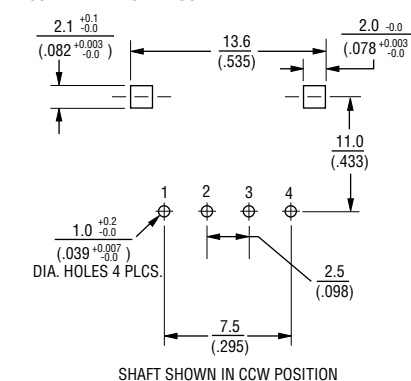 2.1 +0.1 -0.0
(.082 +0.003 -0.0 )
13.6
(.535)
2.0 -0.0
(.078 +0.003 -0.0 )
11.0
(.433)
1 2 3 4
1.0 +0.2 -0.0
(.039 +0.007 -0.0 )
DIA. HOLES 4 PLCS.
2.5
(.098)
7.5
(.295)
SHAFT SHOWN IN CCW POSITION